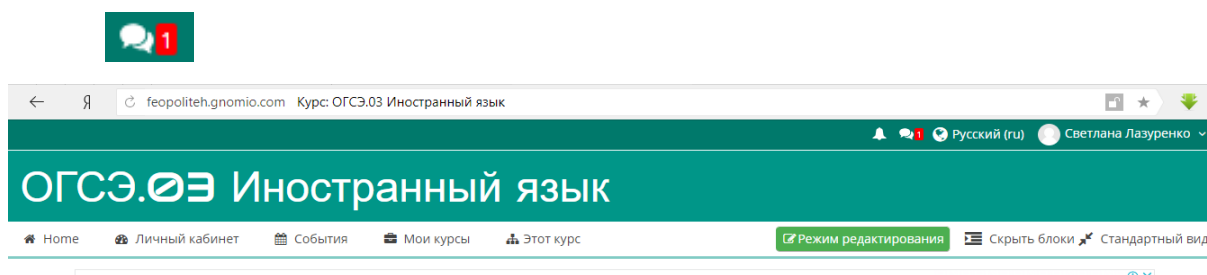 1
Я feopoliteh.gnomio.com Курс: ОГСЭ.03 Иностранный язык
1 Русский (ru) Светлана Лазуренко
ОГСЭ.03 Иностранный язык
Home Личный кабинет События Мои курсы Этот курс Режим редактирования Скрыть блоки Стандартный вид